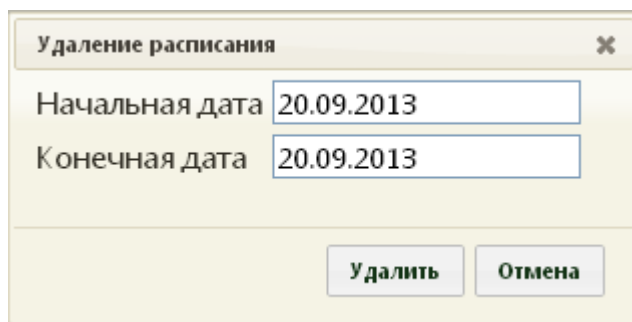 Удаление расписания
Начальная дата 20.09.2013
Конечная дата 20.09.2013
Удалить Отмена